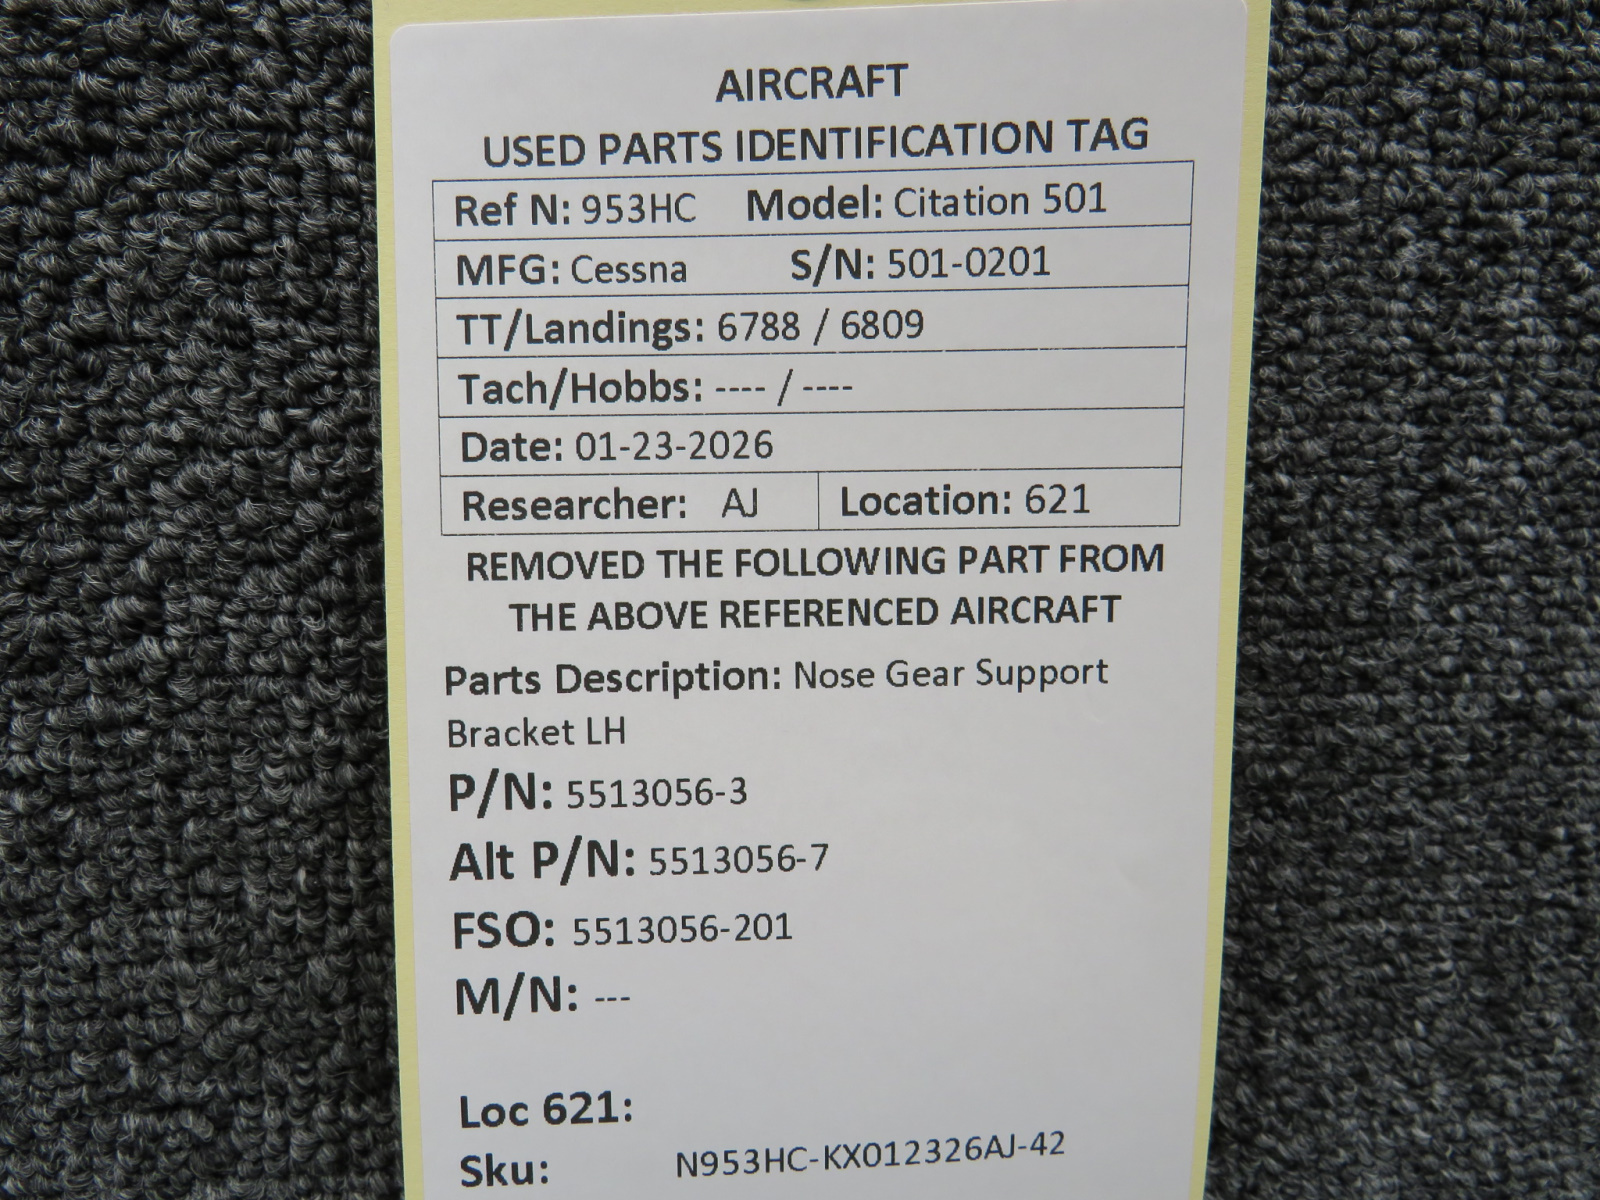 AIRCRAFT
USED PARTS IDENTIFICATION TAG
Ref N: 953HC Model: Citation 501
MFG: Cessna S/N: 501-0201
TT/Landings: 6788 / 6809
Tach/Hobbs: ---- / ----
Date: 01-23-2026
Researcher: AJ Location: 621
REMOVED THE FOLLOWING PART FROM
THE ABOVE REFERENCED AIRCRAFT
Parts Description: Nose Gear Support
Bracket LH
P/N: 5513056-3
Alt P/N: 5513056-7
FSO: 5513056-201
M/N: ---
Loc 621:
Sku: N953HC-KX012326AJ-42